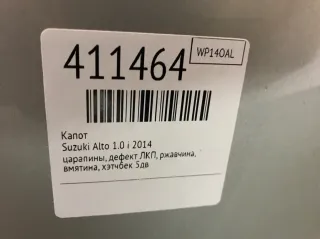 WP14OAL
411464
Капот
Suzuki Alto 1.0 i 2014
царапины, дефект ЛКП, ржавчина,
вмятина, хэтчбек 5дв